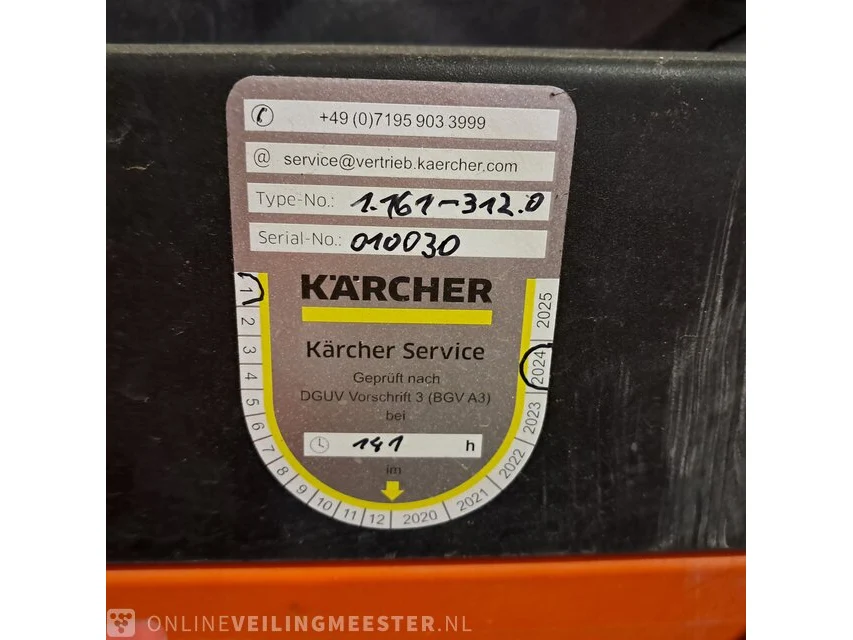 +49 (0)7195 903 3999
@ service@vertrieb.kaercher.com
Type-No.: 1.161-312.0
Serial-No.: 010030
KÄRCHER
Kärcher Service
Geprüft nach
DGUV Vorschrift 3 (BGV A3)
bei
141 h
im
1
2
3
4
5
6
7
8
9
10
11
12
2020
2021
2022
2023
2024
2025
ONLINEVEILINGMEESTER.NL